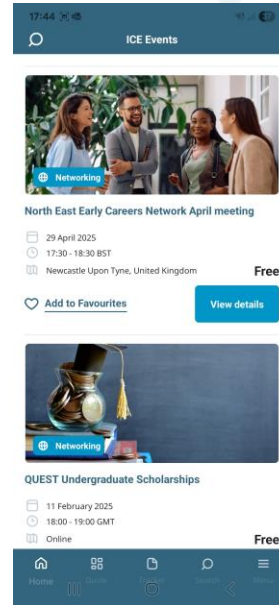 17:44
ICE Events
Networking
North East Early Careers Network April meeting
29 April 2025
17:30 - 18:30 BST
Newcastle Upon Tyne, United Kingdom
Free
Add to Favourites
View details
Networking
QUEST Undergraduate Scholarships
11 February 2025
18:00 - 19:00 GMT
Online
Free
Home
Search
Menu